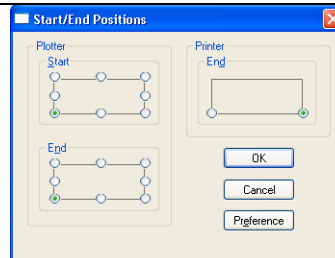 Start/End Positions
Plotter
Start
End
Printer
End
OK
Cancel
Preference